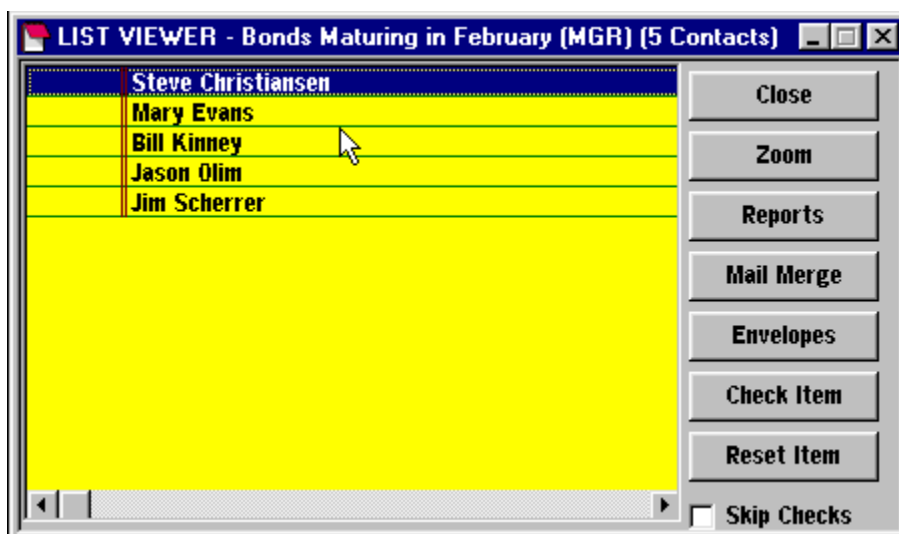 LIST VIEWER - Bonds Maturing in February (MGR) (5 Contacts)
Steve Christiansen
Mary Evans
Bill Kinney
Jason Olim
Jim Scherrer
Close
Zoom
Reports
Mail Merge
Envelopes
Check Item
Reset Item
Skip Checks